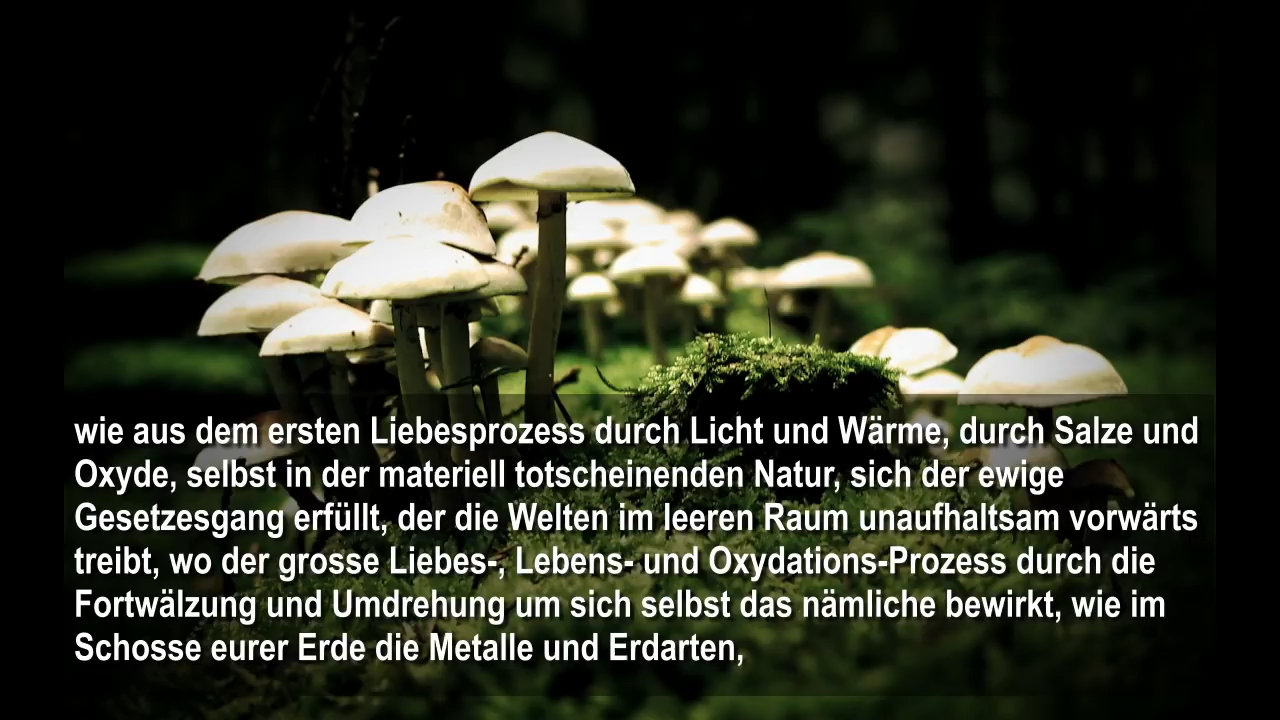 wie aus dem ersten Liebesprozess durch Licht und Wärme, durch Salze und
Oxyde, selbst in der materiell totscheinenden Natur, sich der ewige
Gesetzesgang erfüllt, der die Welten im leeren Raum unaufhaltsam vorwärts
treibt, wo der grosse Liebes-, Lebens- und Oxydations-Prozess durch die
Fortwälzung und Umdrehung um sich selbst das nämliche bewirkt, wie im
Schosse eurer Erde die Metalle und Erdarten,